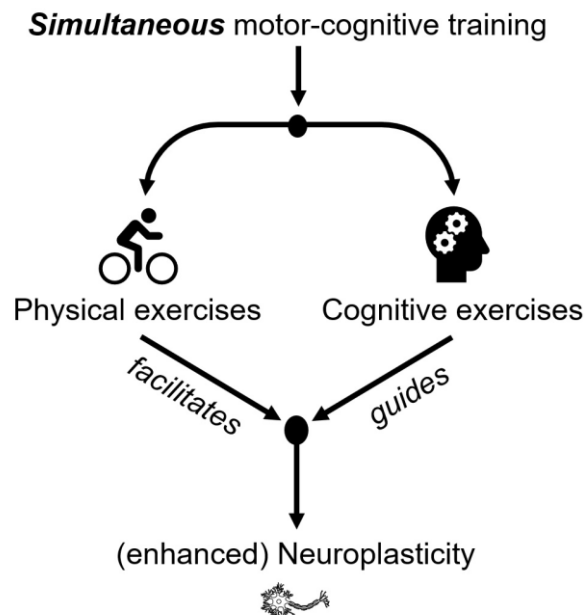 Simultaneous motor-cognitive training
Physical exercises
Cognitive exercises
facilitates
guides
(enhanced) Neuroplasticity